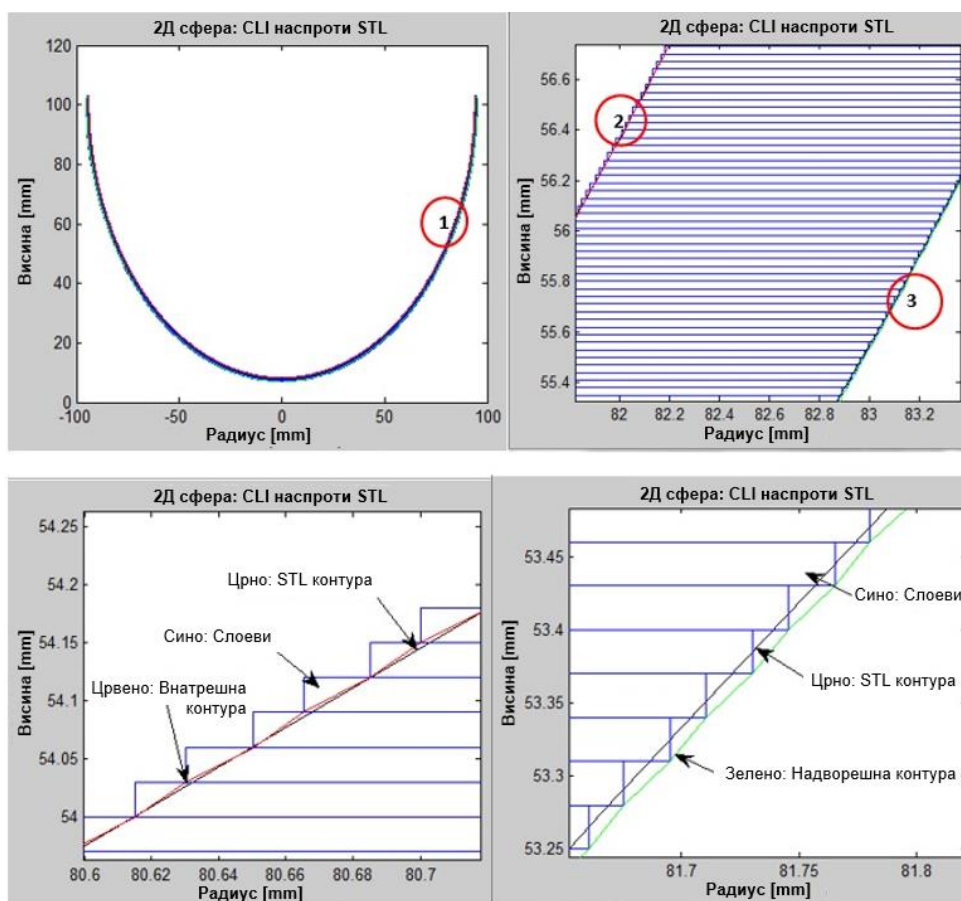 2Д сфера: CLI наспроти STL
120
100
80
60
40
20
0
-100
-50
0
50
100
Висина [mm]
Радиус [mm]
1
2Д сфера: CLI наспроти STL
56.6
56.4
56.2
56
55.8
55.6
55.4
82
82.2
82.4
82.6
82.8
83
83.2
Висина [mm]
Радиус [mm]
2
3
2Д сфера: CLI наспроти STL
54.25
54.2
54.15
54.1
54.05
54
80.6
80.62
80.64
80.66
80.68
80.7
Висина [mm]
Радиус [mm]
Црно: STL контура
Сино: Слоеви
Црвено: Внатрешна
контура
2Д сфера: CLI наспроти STL
53.45
53.4
53.35
53.3
53.25
81.7
81.75
81.8
Висина [mm]
Радиус [mm]
Сино: Слоеви
Црно: STL контура
Зелено: Надворешна контура